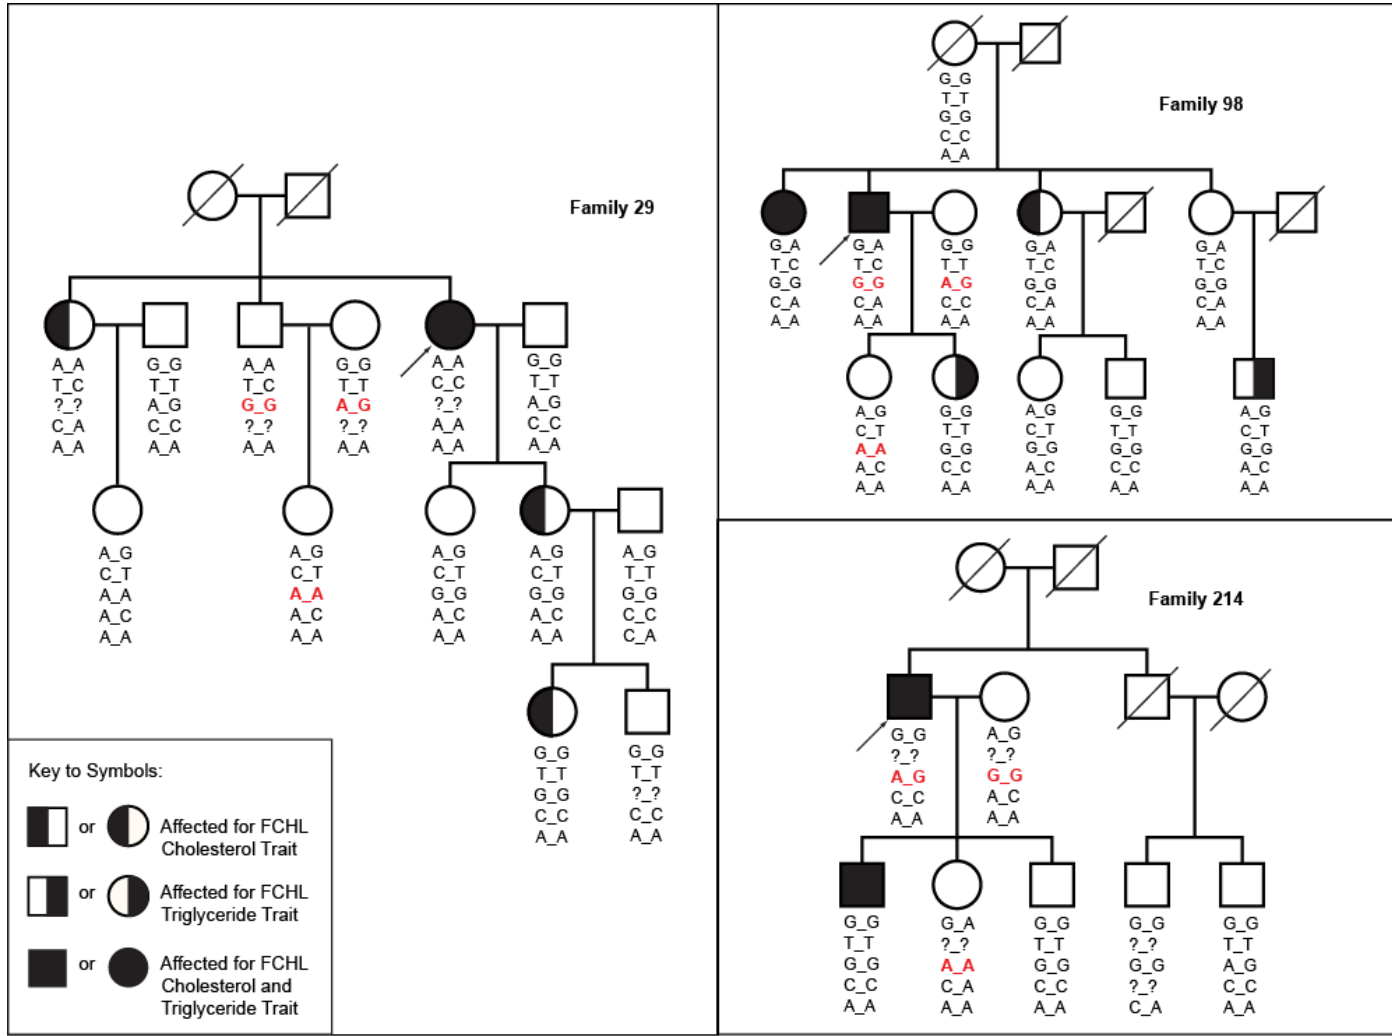 Family 29
A_A
T_C
?_?
C_A
A_A
G_G
T_T
A_G
C_C
A_A
A_A
T_C
G_G
?_?
A_A
G_G
T_T
A_G
?_?
A_A
A_A
C_C
?_?
A_A
A_A
G_G
T_T
A_G
C_C
A_A
A_G
C_T
A_A
A_C
A_A
A_G
C_T
A_A
A_C
A_A
A_G
C_T
G_G
A_C
A_A
A_G
C_T
G_G
A_C
A_A
A_G
T_T
G_G
C_C
C_A
G_G
T_T
G_G
C_C
A_A
G_G
T_T
?_?
C_C
A_A
Key to Symbols:
or
Affected for FCHL
Cholesterol Trait
or
Affected for FCHL
Triglyceride Trait
or
Affected for FCHL
Cholesterol and
Triglyceride Trait
Family 98
G_G
T_T
G_G
C_C
A_A
G_A
T_C
G_G
C_A
A_A
G_A
T_C
G_G
C_A
A_A
G_G
T_T
A_G
C_C
A_A
G_A
T_C
G_G
C_A
A_A
G_A
T_C
G_G
C_A
A_A
A_G
C_T
A_A
A_C
A_A
G_G
T_T
G_G
C_C
A_A
A_G
C_T
G_G
A_C
A_A
G_G
T_T
G_G
C_C
A_A
A_G
C_T
G_G
A_C
A_A
Family 214
G_G
?_?
A_G
C_C
A_A
A_G
?_?
G_G
A_C
A_A
G_G
T_T
G_G
C_C
A_A
G_A
?_?
A_A
C_A
A_A
G_G
T_T
G_G
C_C
A_A
G_G
?_?
G_G
?_?
C_A
G_G
T_T
A_G
C_C
A_A